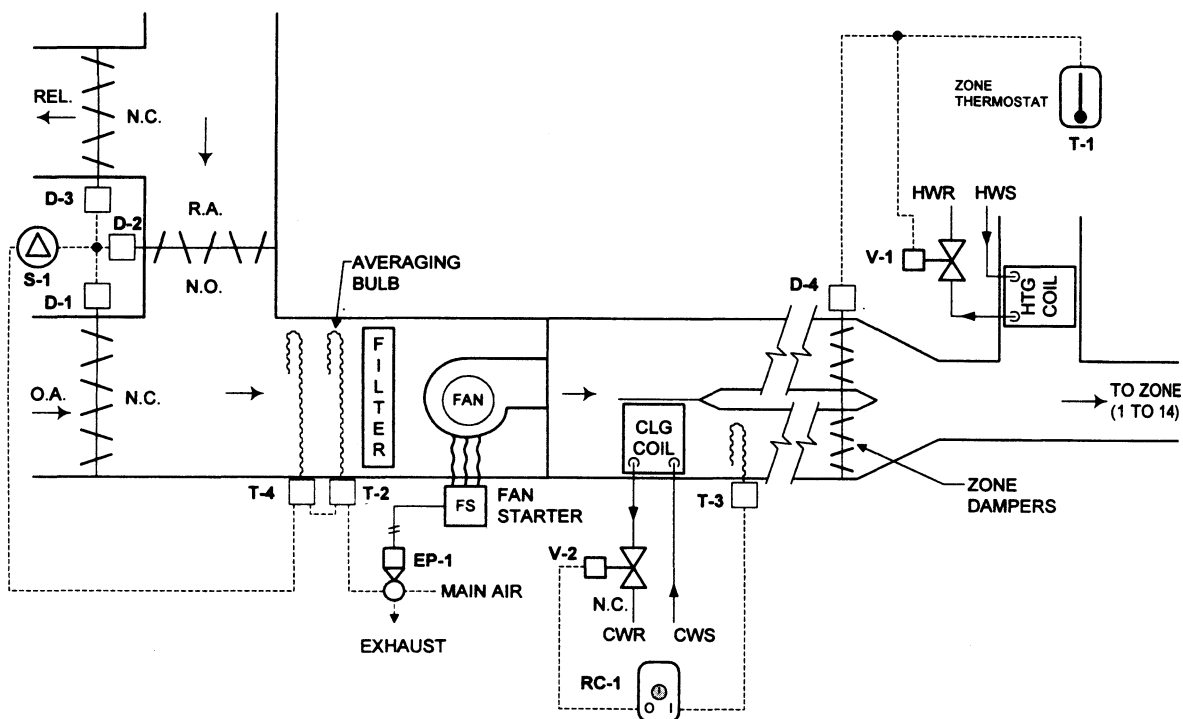 ZONE
THERMOSTAT
T-1
REL.
N.C.
D-3
R.A.
HWR
HWS
D-2
S-1
N.O.
AVERAGING
BULB
V-1
D-1
D-4
HTG
COIL
FILTER
O.A.
N.C.
FAN
TO ZONE
(1 TO 14)
CLG
COIL
T-4
T-2
FS
FAN
STARTER
T-3
ZONE
DAMPERS
EP-1
V-2
MAIN AIR
N.C.
EXHAUST
CWR
CWS
RC-1
O I